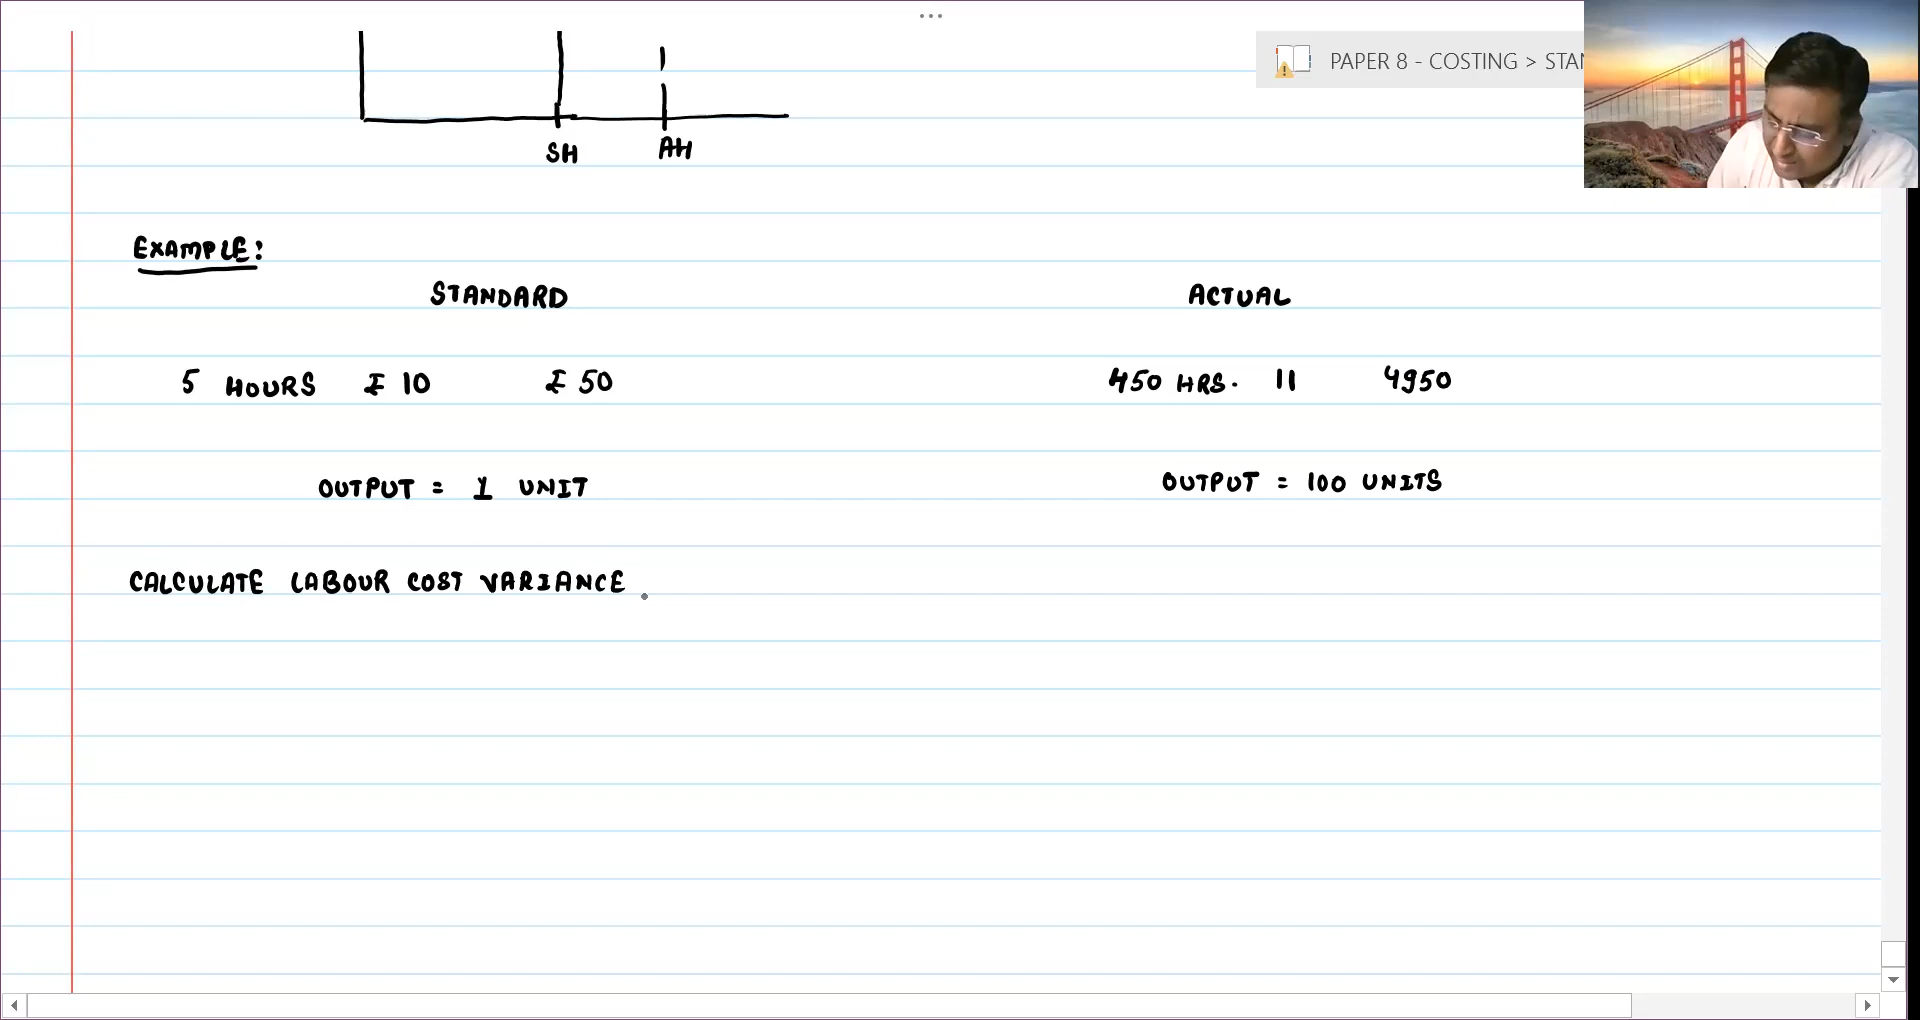 PAPER 8 - COSTING > STAN
SH AH
EXAMPLE:
STANDARD ACTUAL
5 HOURS I 10 I 50 450 HRS. 11 4950
OUTPUT = 1 UNIT OUTPUT = 100 UNITS
CALCULATE LABOUR COST VARIANCE